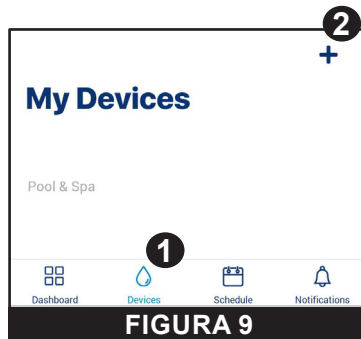 2
+
My Devices
Pool & Spa
1
Dashboard Devices Schedule Notifications
FIGURA 9